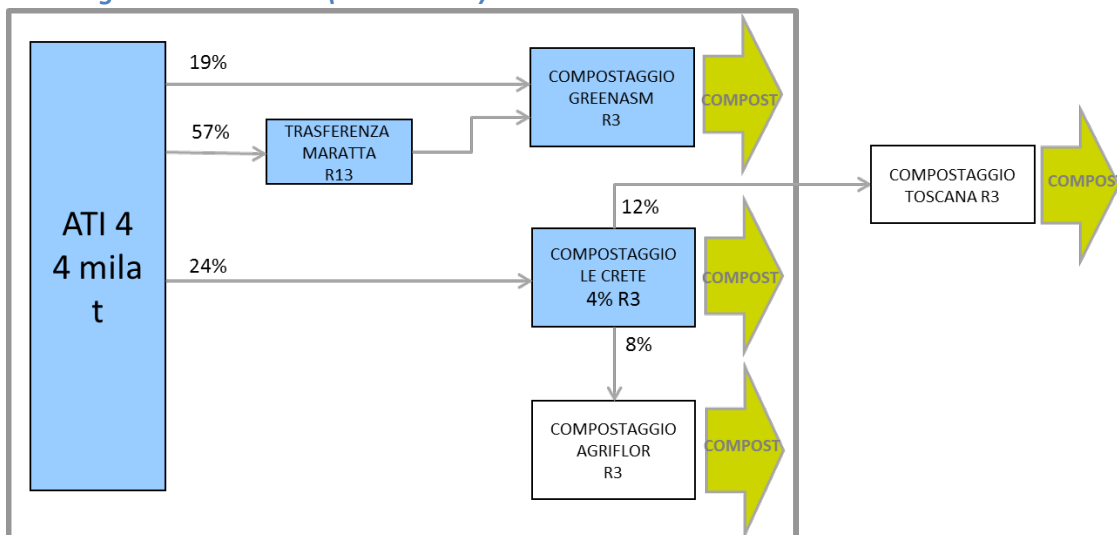 19%
COMPOSTAGGIO
GREENASM
R3
COMPOST
57%
TRASFERENZA
MARATTA
R13
COMPOSTAGGIO
TOSCANA R3
COMPOST
12%
ATI 4
4 mila
t
24%
COMPOSTAGGIO
LE CRETE
4% R3
COMPOST
8%
COMPOSTAGGIO
AGRIFLOR
R3
COMPOST